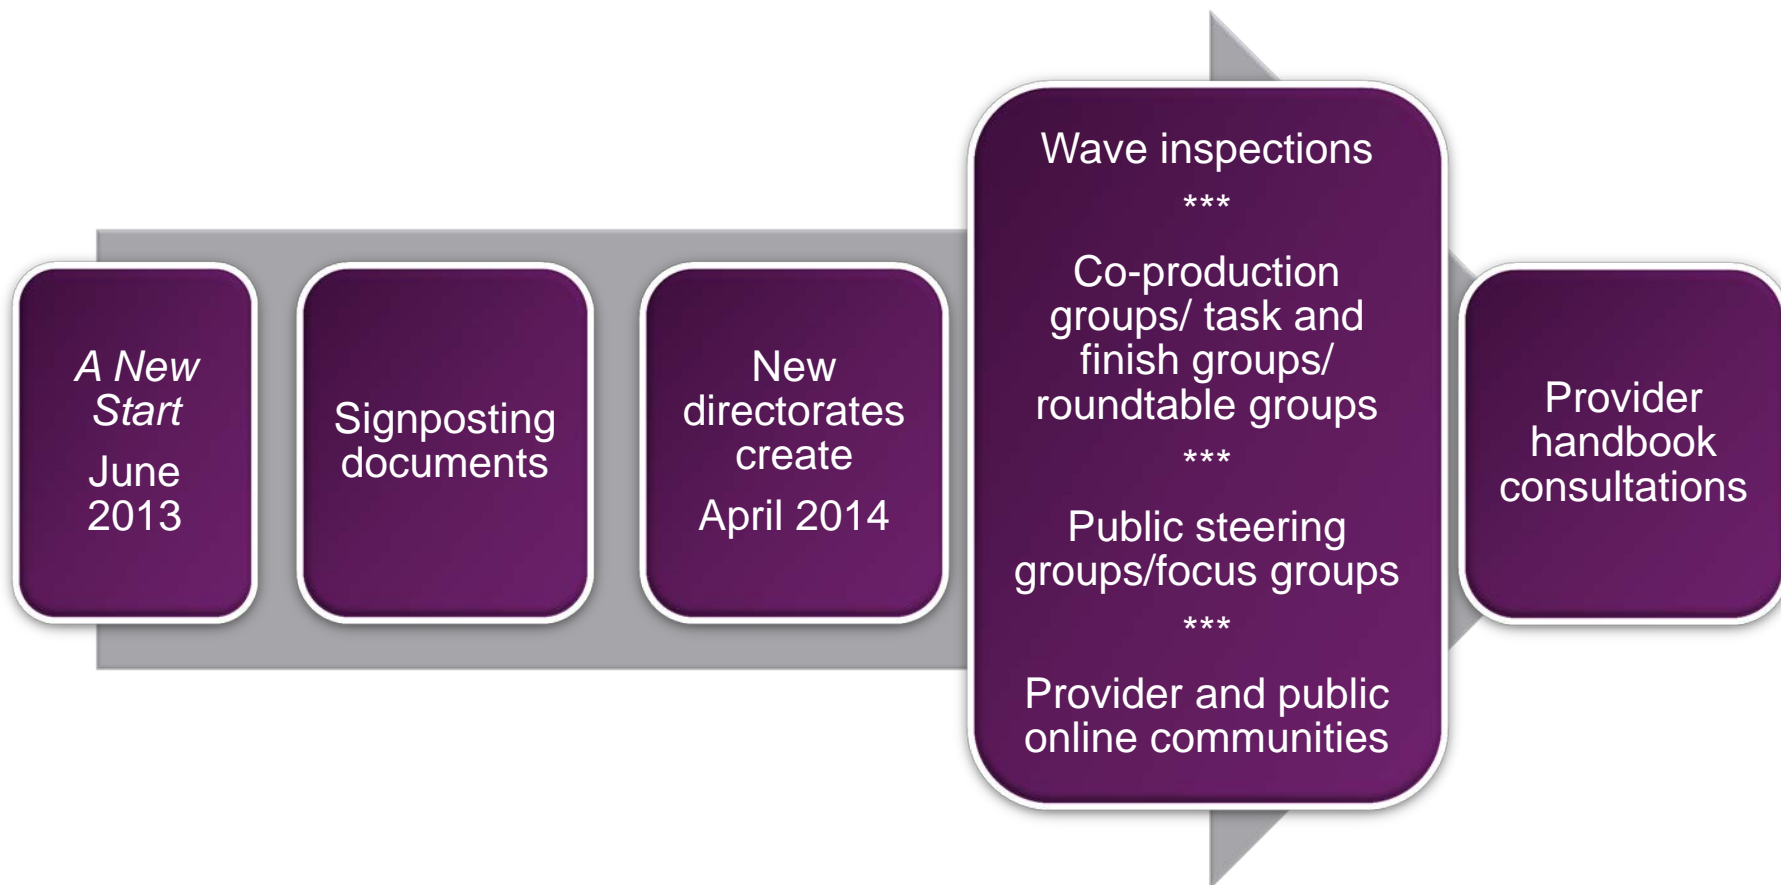 A New
Start
June
2013
Signposting
documents
New
directorates
create
April 2014
Wave inspections
***
Co-production
groups/ task and
finish groups/
roundtable groups
***
Public steering
groups/focus groups
***
Provider and public
online communities
Provider
handbook
consultations